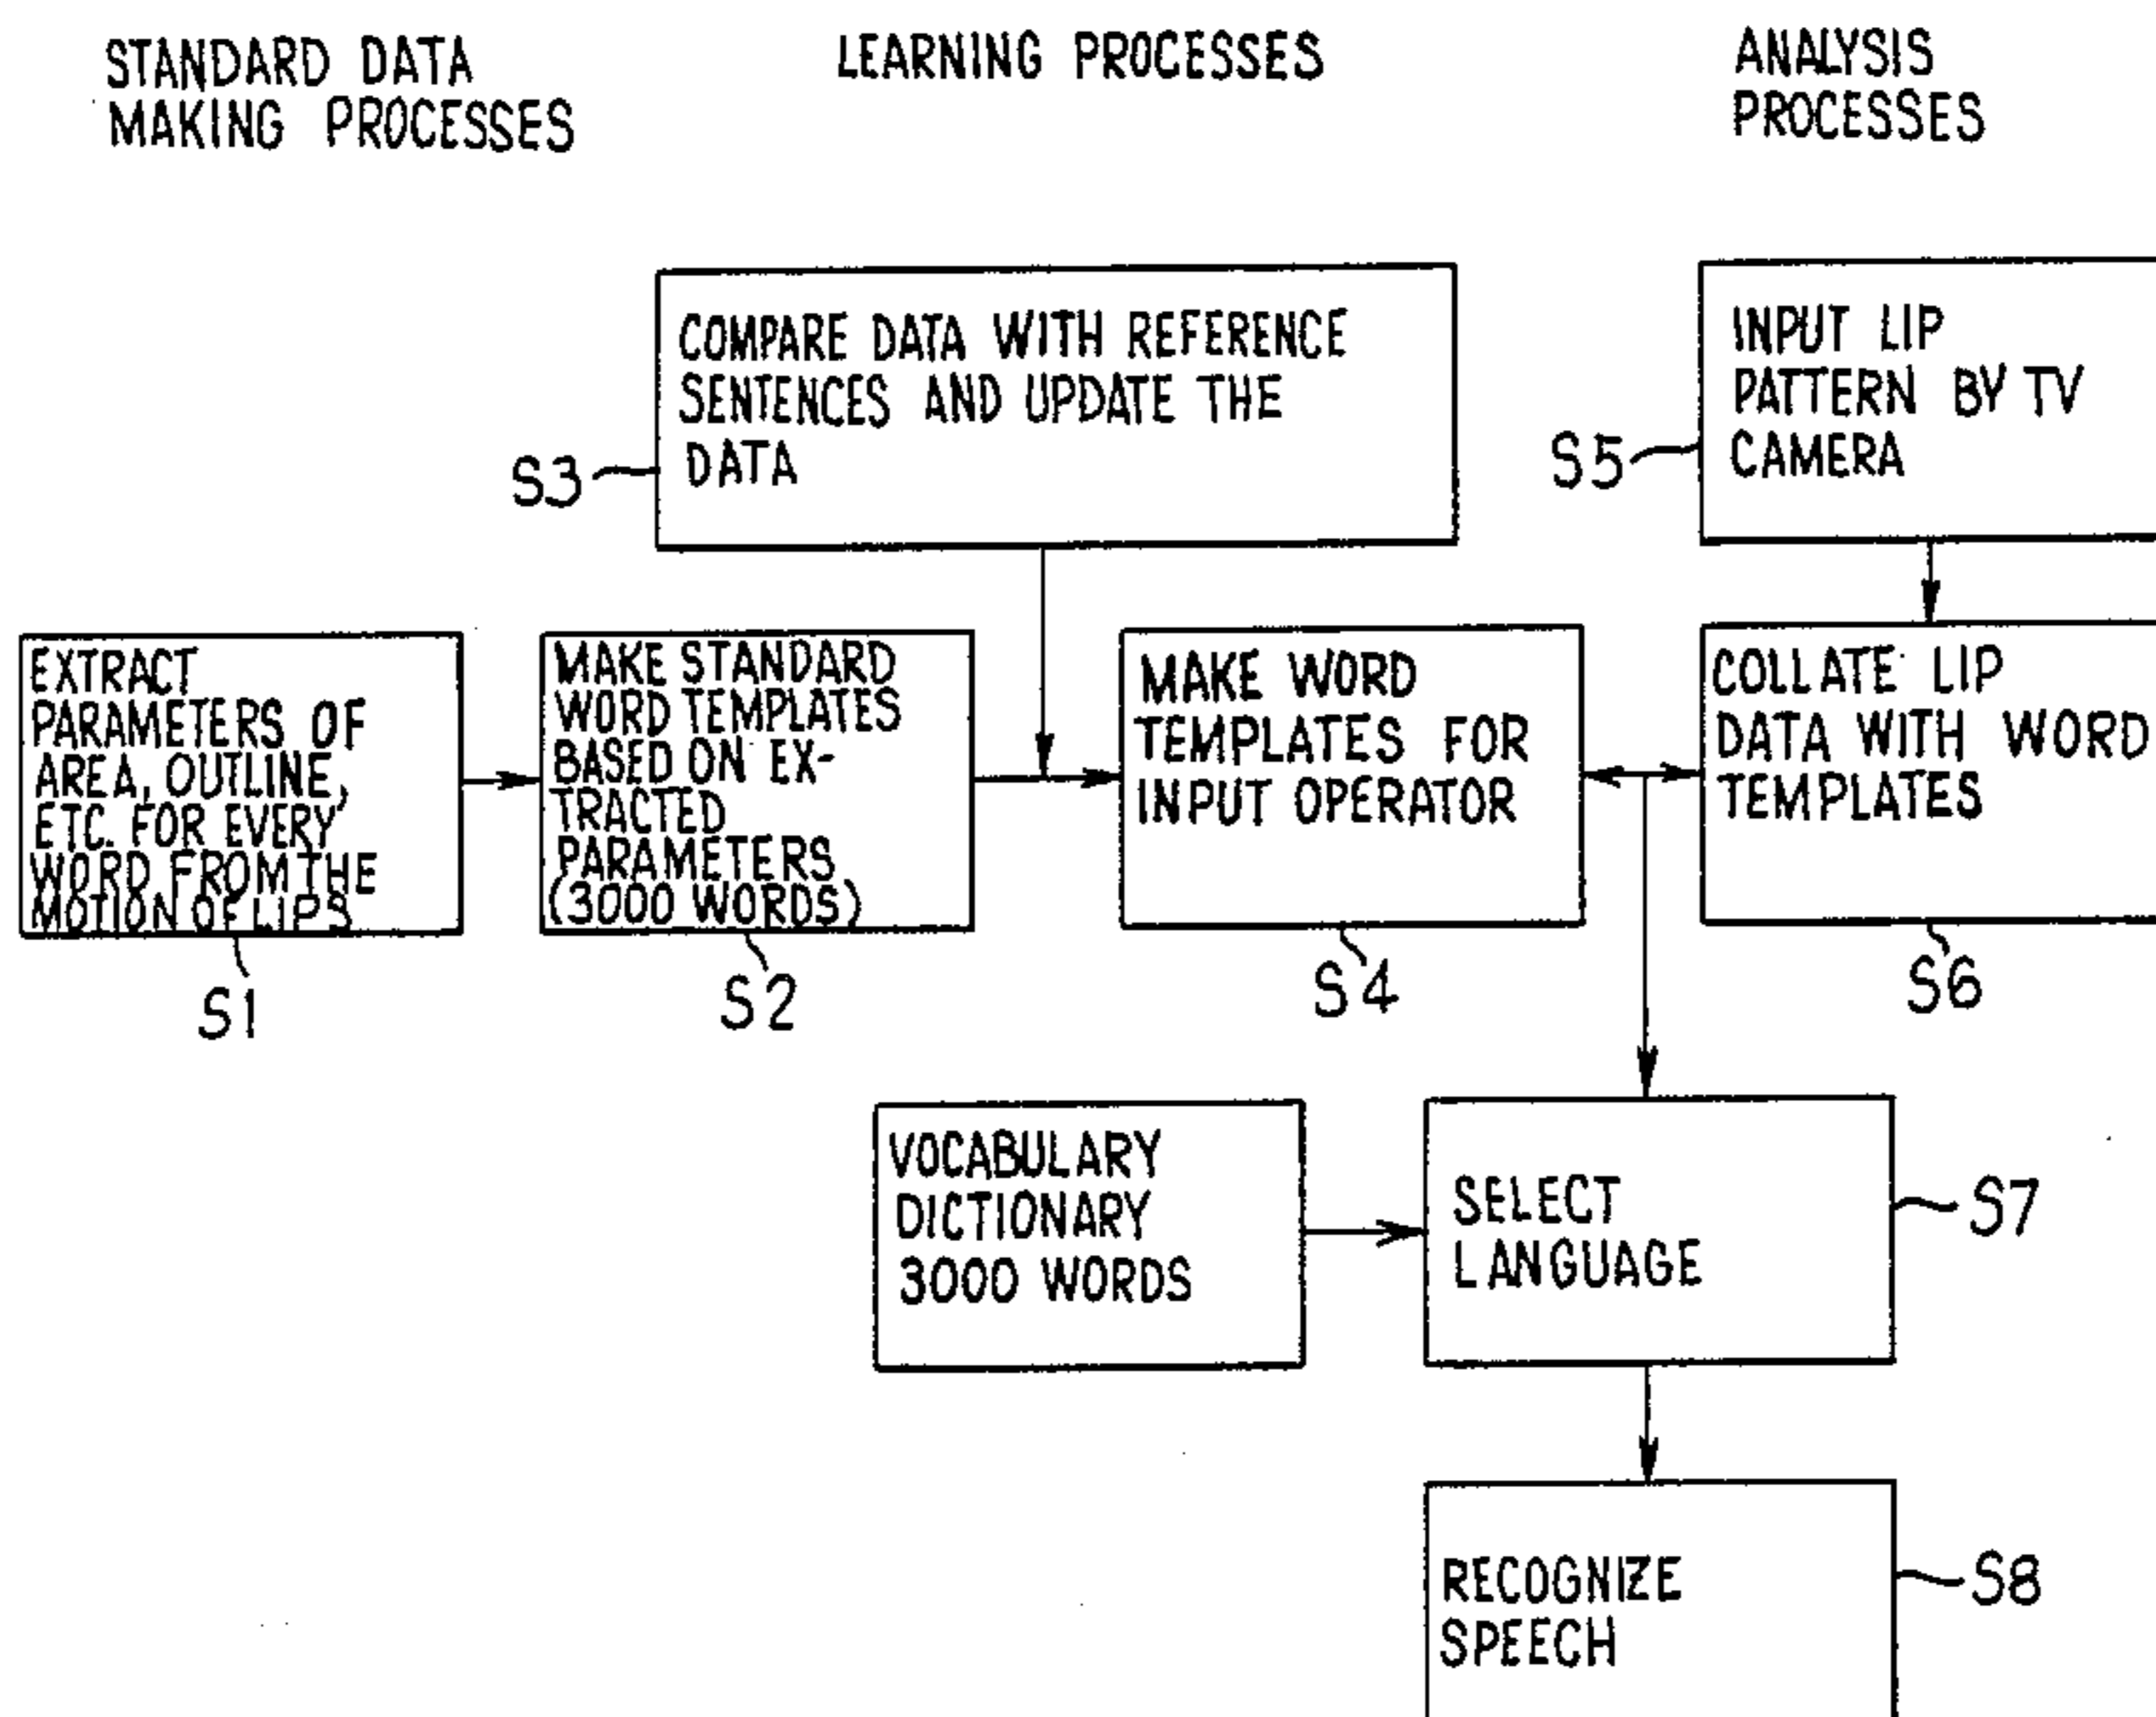 STANDARD DATA
MAKING PROCESSES
LEARNING PROCESSES
ANALYSIS
PROCESSES
COMPARE DATA WITH REFERENCE
SENTENCES AND UPDATE THE
DATA
S3
INPUT LIP
PATTERN BY TV
CAMERA
S5
EXTRACT
PARAMETERS OF
AREA, OUTLINE,
ETC. FOR EVERY
WORD FROM THE
MOTION OF LIPS
S1
MAKE STANDARD
WORD TEMPLATES
BASED ON EX-
TRACTED
PARAMETERS
(3000 WORDS)
S2
MAKE WORD
TEMPLATES FOR
INPUT OPERATOR
S4
COLLATE LIP
DATA WITH WORD
TEMPLATES
S6
VOCABULARY
DICTIONARY
3000 WORDS
SELECT
LANGUAGE
S7
RECOGNIZE
SPEECH
S8